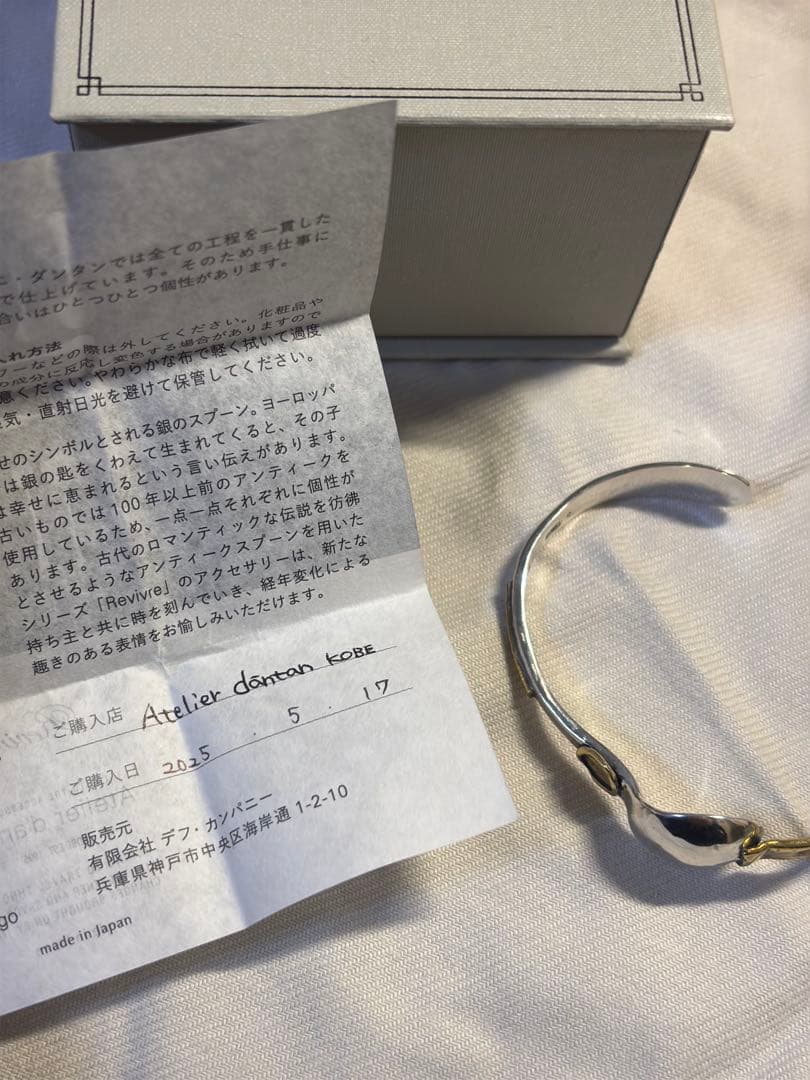 ニ・ダンタンでは全ての工程を一貫した
で仕上げています。そのため手仕事に
合いはひとつひとつ個性があります。
入れ方法
ワーなどの際は外してください。化粧品や
の成分に反応し変色する場合がありますので
意ください。やわらかな布で軽く拭いて過度
気・直射日光を避けて保管してください。
せのシンボルとされる銀のスプーン。ヨーロッパ
は銀の匙をくわえて生まれてくると、その子
は幸せに恵まれるという言い伝えがあります。
古いものでは100年以上前のアンティークを
使用しているため、一点一点それぞれに個性が
あります。古代のロマンティックな伝説を彷彿
とさせるようなアンティークスプーンを用いた
シリーズ「Revivre」のアクセサリーは、新たな
持ち主と共に時を刻んでいき、経年変化による
趣きのある表情をお愉しみいただけます。
ご購入店 Atelier dāntan KOBE
ご購入日 2025 . 5 . 17
販売元
有限会社 デフ・カンパニー
兵庫県神戸市中央区海岸通 1-2-10
go
made in Japan